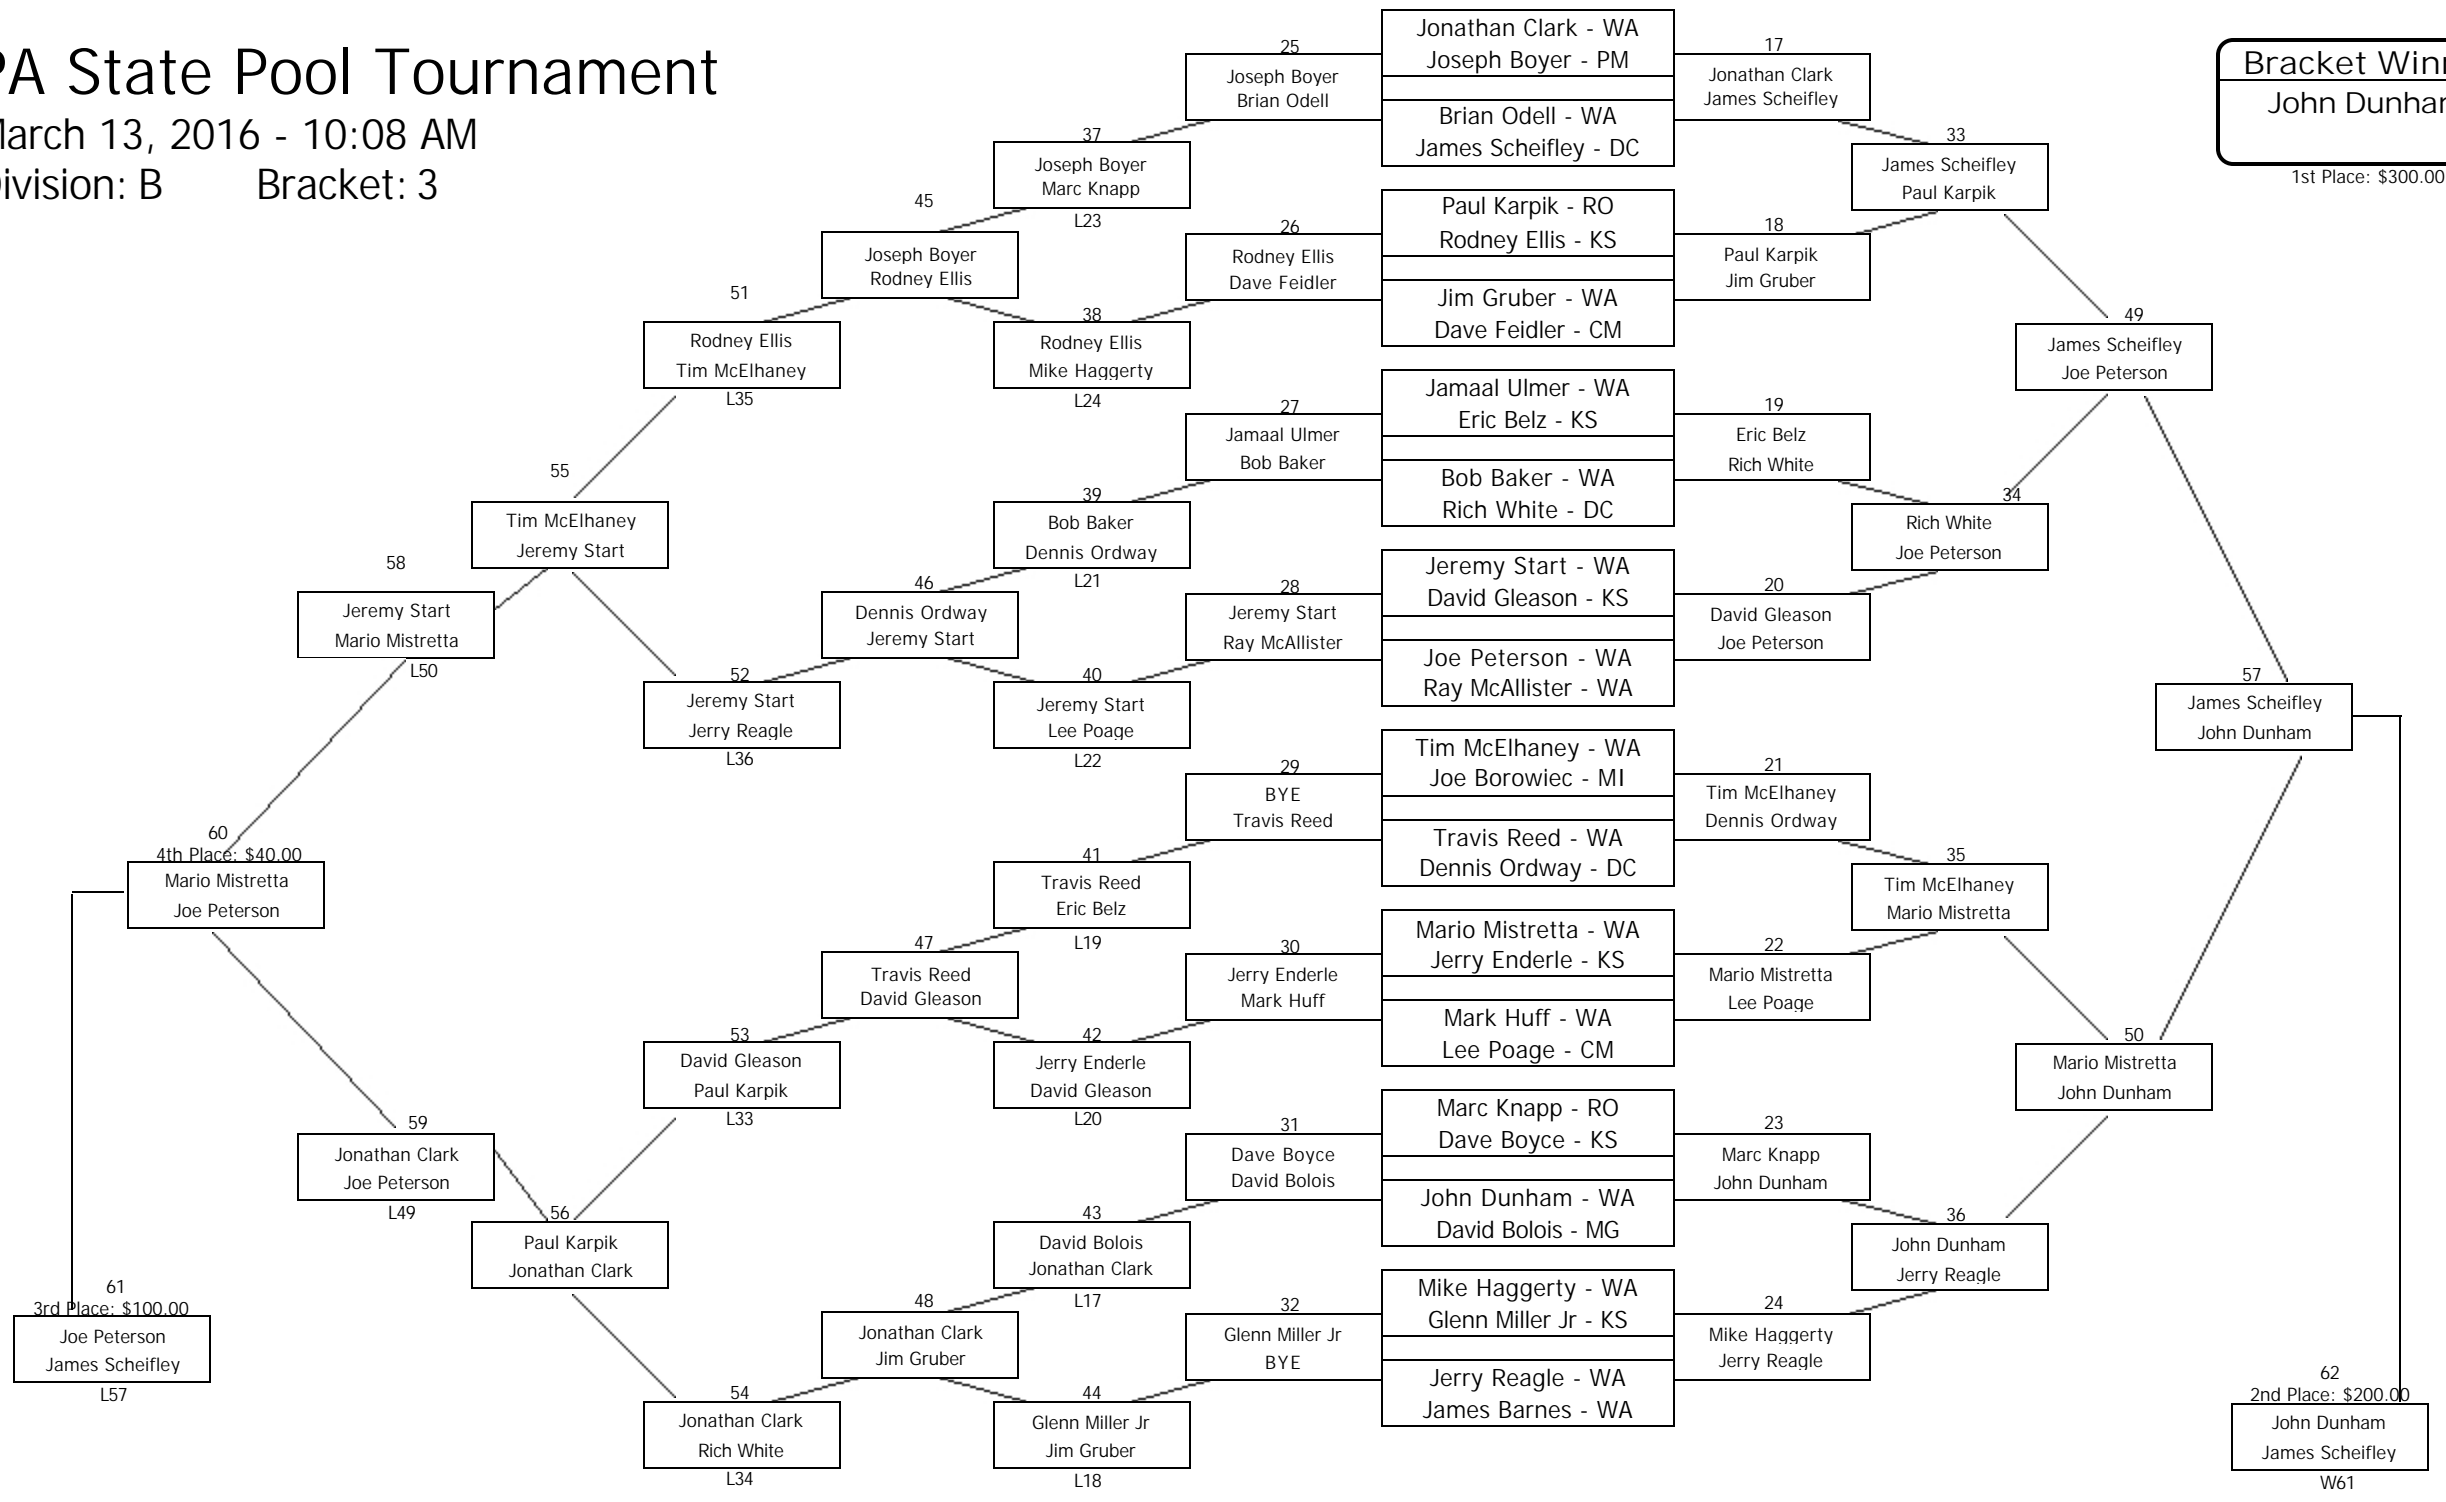 PA State Pool Tournament
March 13, 2016 - 10:08 AM
Division: B Bracket: 3
Bracket Winn
John Dunham
1st Place: $300.00
61
3rd Place: $100.00
Joe Peterson
James Scheifley
L57
60
4th Place: $40.00
Mario Mistretta
Joe Peterson
58
Jeremy Start
Mario Mistretta
L50
59
Jonathan Clark
Joe Peterson
L49
55
Tim McElhaney
Jeremy Start
56
Paul Karpik
Jonathan Clark
51
Rodney Ellis
Tim McElhaney
L35
52
Jeremy Start
Jerry Reagle
L36
53
David Gleason
Paul Karpik
L33
54
Jonathan Clark
Rich White
L34
45
Joseph Boyer
Rodney Ellis
46
Dennis Ordway
Jeremy Start
47
Travis Reed
David Gleason
48
Jonathan Clark
Jim Gruber
37
Joseph Boyer
Marc Knapp
L23
38
Rodney Ellis
Mike Haggerty
L24
39
Bob Baker
Dennis Ordway
L21
40
Jeremy Start
Lee Poage
L22
41
Travis Reed
Eric Belz
L19
42
Jerry Enderle
David Gleason
L20
43
David Bolois
Jonathan Clark
L17
44
Glenn Miller Jr
Jim Gruber
L18
25
Joseph Boyer
Brian Odell
26
Rodney Ellis
Dave Feidler
27
Jamaal Ulmer
Bob Baker
28
Jeremy Start
Ray McAllister
29
BYE
Travis Reed
30
Jerry Enderle
Mark Huff
31
Dave Boyce
David Bolois
32
Glenn Miller Jr
BYE
Jonathan Clark - WA
Joseph Boyer - PM
Brian Odell - WA
James Scheifley - DC
Paul Karpik - RO
Rodney Ellis - KS
Jim Gruber - WA
Dave Feidler - CM
Jamaal Ulmer - WA
Eric Belz - KS
Bob Baker - WA
Rich White - DC
Jeremy Start - WA
David Gleason - KS
Joe Peterson - WA
Ray McAllister - WA
Tim McElhaney - WA
Joe Borowiec - MI
Travis Reed - WA
Dennis Ordway - DC
Mario Mistretta - WA
Jerry Enderle - KS
Mark Huff - WA
Lee Poage - CM
Marc Knapp - RO
Dave Boyce - KS
John Dunham - WA
David Bolois - MG
Mike Haggerty - WA
Glenn Miller Jr - KS
Jerry Reagle - WA
James Barnes - WA
17
Jonathan Clark
James Scheifley
18
Paul Karpik
Jim Gruber
19
Eric Belz
Rich White
20
David Gleason
Joe Peterson
21
Tim McElhaney
Dennis Ordway
22
Mario Mistretta
Lee Poage
23
Marc Knapp
John Dunham
24
Mike Haggerty
Jerry Reagle
33
James Scheifley
Paul Karpik
34
Rich White
Joe Peterson
35
Tim McElhaney
Mario Mistretta
36
John Dunham
Jerry Reagle
49
James Scheifley
Joe Peterson
50
Mario Mistretta
John Dunham
57
James Scheifley
John Dunham
62
2nd Place: $200.00
John Dunham
James Scheifley
W61